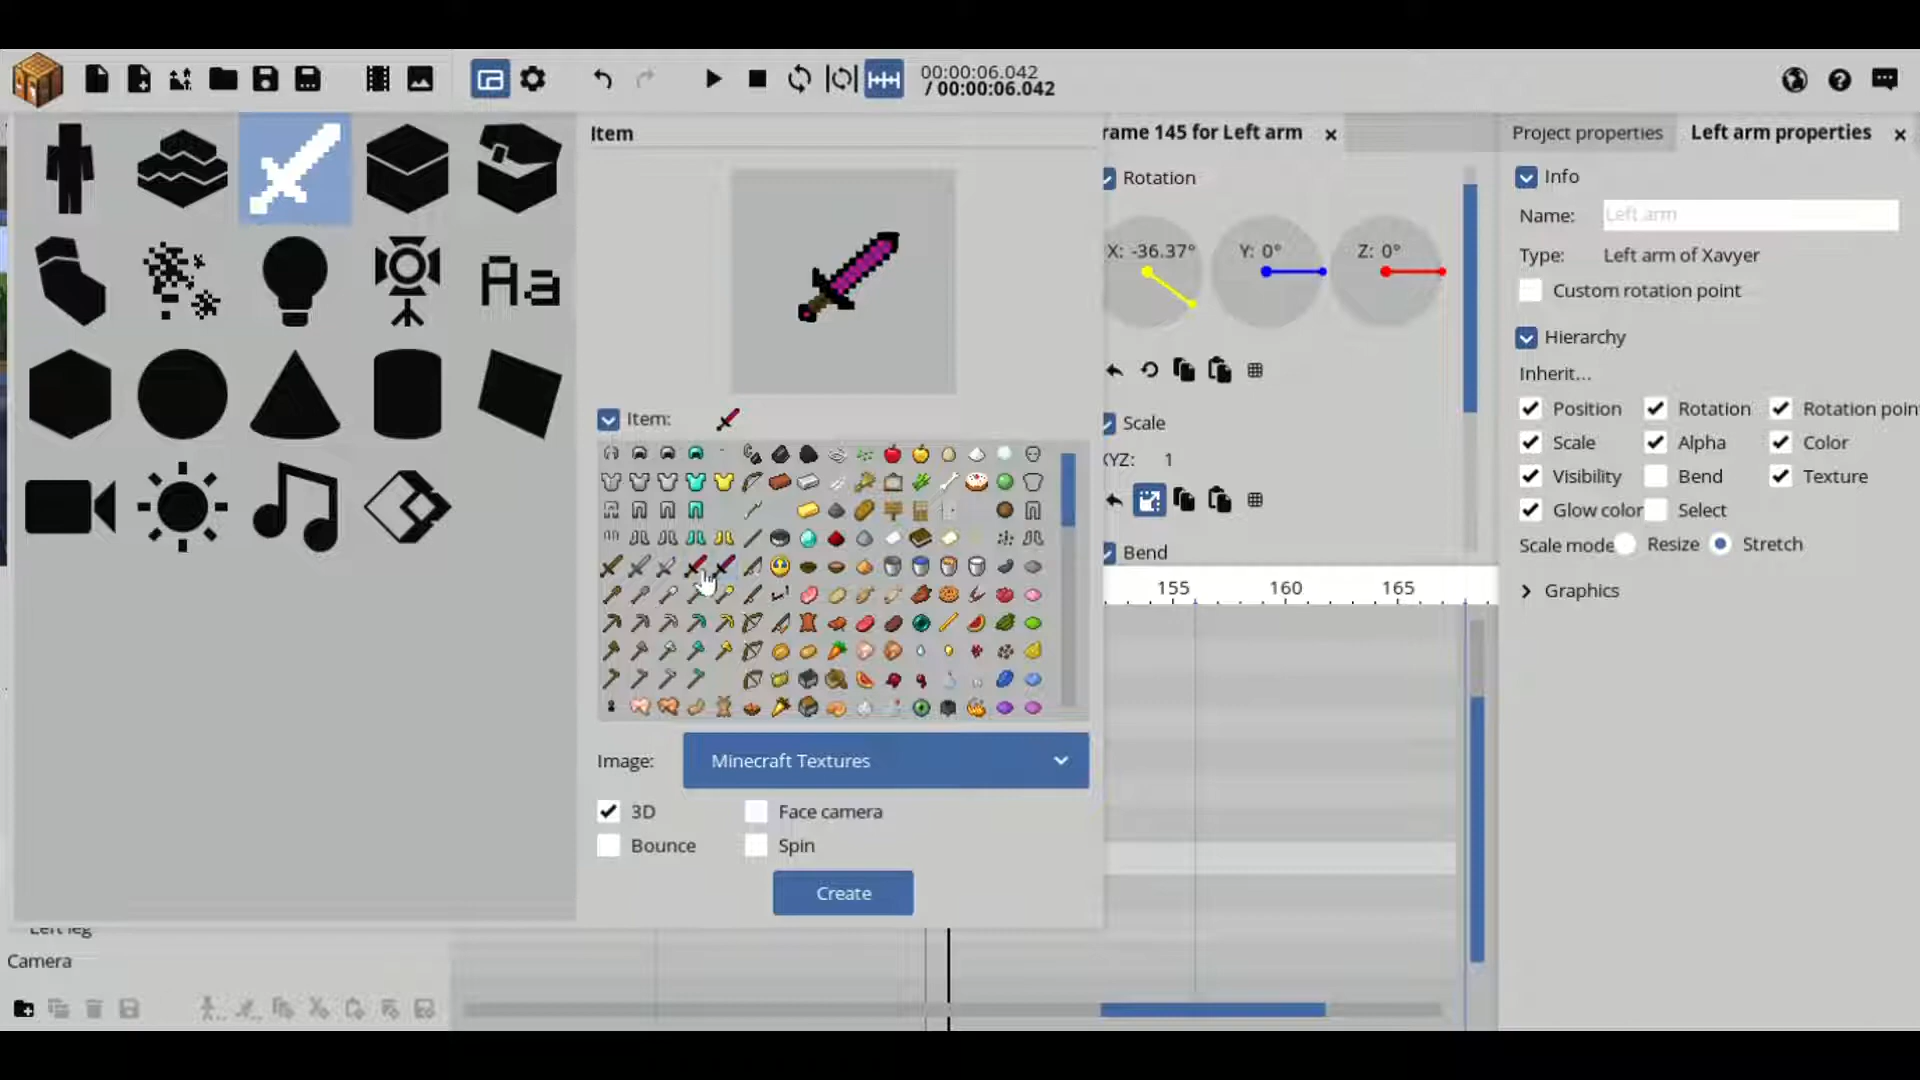 00:00:06.042
/ 00:00:06.042
Item
rame 145 for Left arm
Project properties
Left arm properties
Rotation
Info
Name: Left arm
Type: Left arm of Xavyer
Custom rotation point
X: -36.37°
Y: 0°
Z: 0°
Aa
Hierarchy
Inherit...
Position
Rotation
Rotation poin
Item:
Scale
Scale
Alpha
Color
XYZ: 1
Visibility
Bend
Texture
Glow color
Select
Scale mode
Resize
Stretch
Bend
155
160
165
Graphics
Image:
Minecraft Textures
3D
Face camera
Bounce
Spin
Create
Left leg
Camera